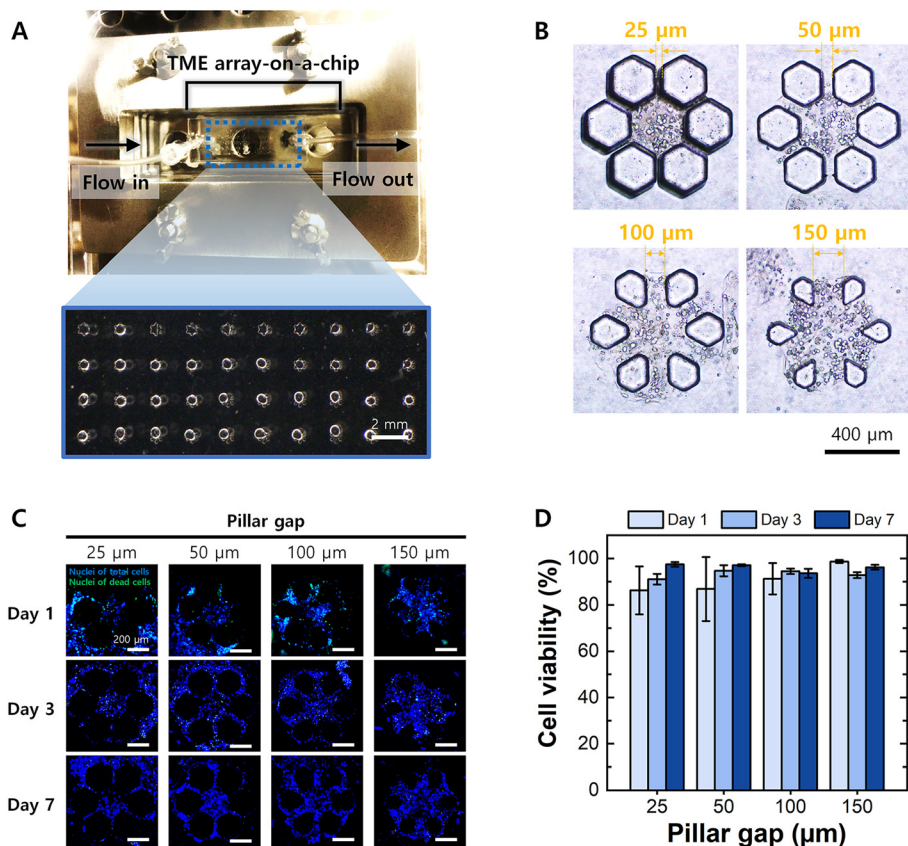 A
TME array-on-a-chip
Flow in
Flow out
2 mm
B
25 μm
50 μm
100 μm
150 μm
400 μm
C
Pillar gap
25 μm
50 μm
100 μm
150 μm
Nuclei of total cells
Nuclei of dead cells
Day 1
200 μm
Day 3
Day 7
D
Day 1
Day 3
Day 7
Cell viability (%)
100
80
60
40
20
0
25
50
100
150
Pillar gap (μm)